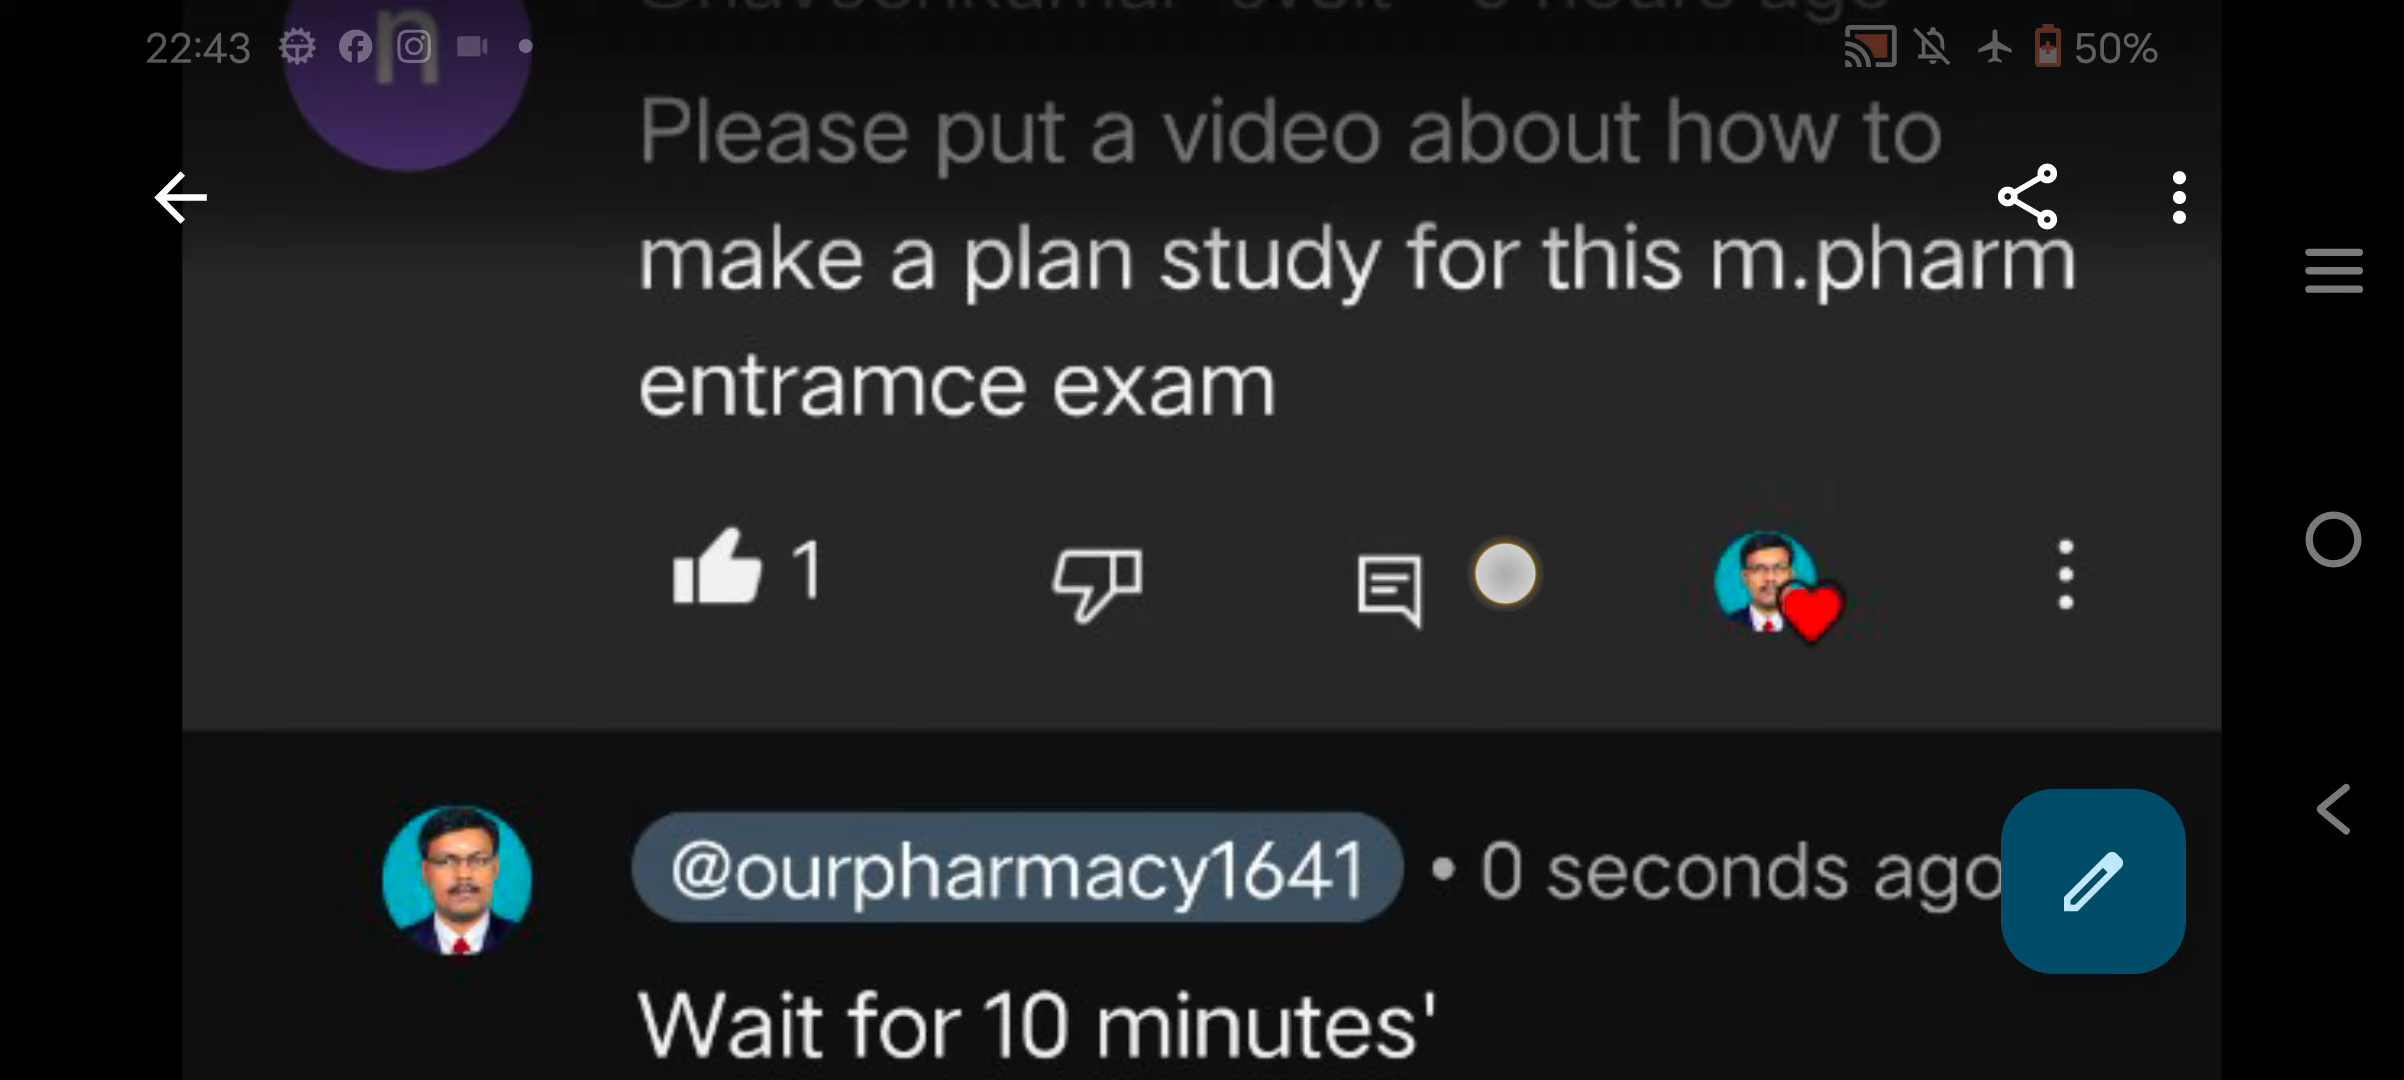 22:43
50%
n
Please put a video about how to
make a plan study for this m.pharm
entramce exam
1
@ourpharmacy1641 • 0 seconds ago
Wait for 10 minutes'